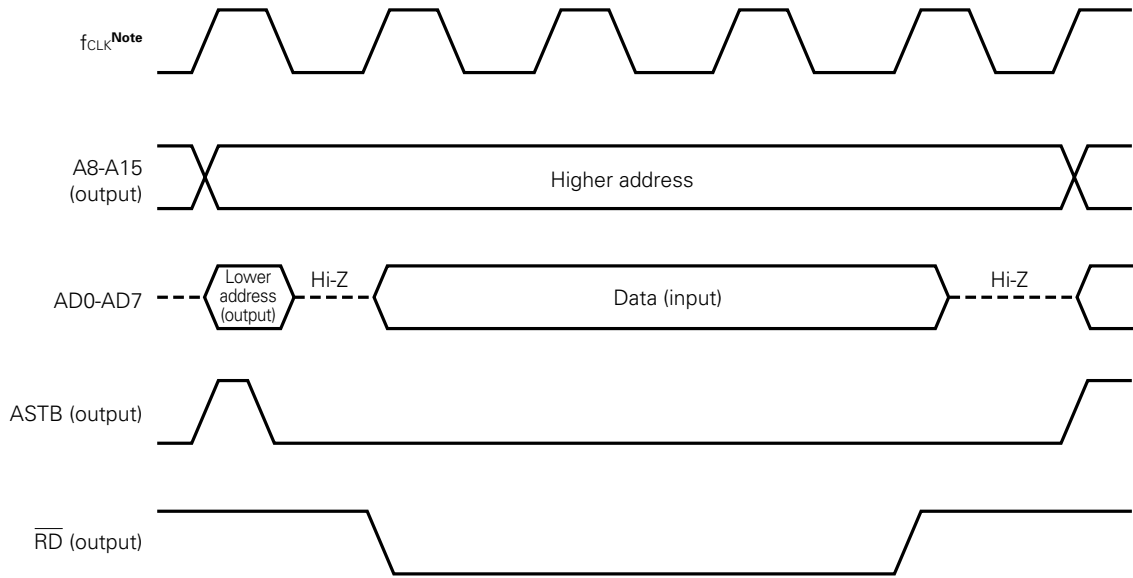 fCLKNote
A8-A15
(output)
Higher address
AD0-AD7
Lower
address
(output)
Hi-Z
Data (input)
Hi-Z
ASTB (output)
RD (output)